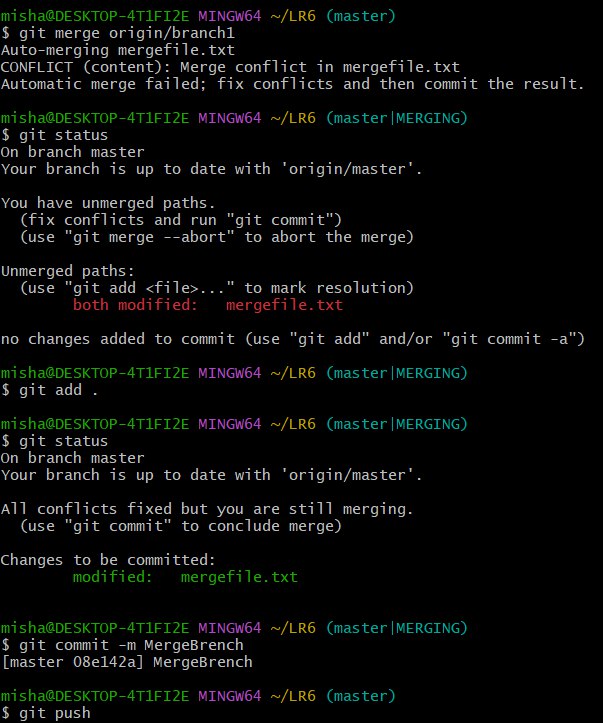 misha@DESKTOP-4T1FI2E MINGW64 ~/LR6 (master)
$ git merge origin/branch1
Auto-merging mergefile.txt
CONFLICT (content): Merge conflict in mergefile.txt
Automatic merge failed; fix conflicts and then commit the result.

misha@DESKTOP-4T1FI2E MINGW64 ~/LR6 (master|MERGING)
$ git status
On branch master
Your branch is up to date with 'origin/master'.

You have unmerged paths.
  (fix conflicts and run "git commit")
  (use "git merge --abort" to abort the merge)

Unmerged paths:
  (use "git add <file>..." to mark resolution)
        both modified:   mergefile.txt

no changes added to commit (use "git add" and/or "git commit -a")

misha@DESKTOP-4T1FI2E MINGW64 ~/LR6 (master|MERGING)
$ git add .

misha@DESKTOP-4T1FI2E MINGW64 ~/LR6 (master|MERGING)
$ git status
On branch master
Your branch is up to date with 'origin/master'.

All conflicts fixed but you are still merging.
  (use "git commit" to conclude merge)

Changes to be committed:
        modified:   mergefile.txt


misha@DESKTOP-4T1FI2E MINGW64 ~/LR6 (master|MERGING)
$ git commit -m MergeBrench
[master 08e142a] MergeBrench

misha@DESKTOP-4T1FI2E MINGW64 ~/LR6 (master)
$ git push